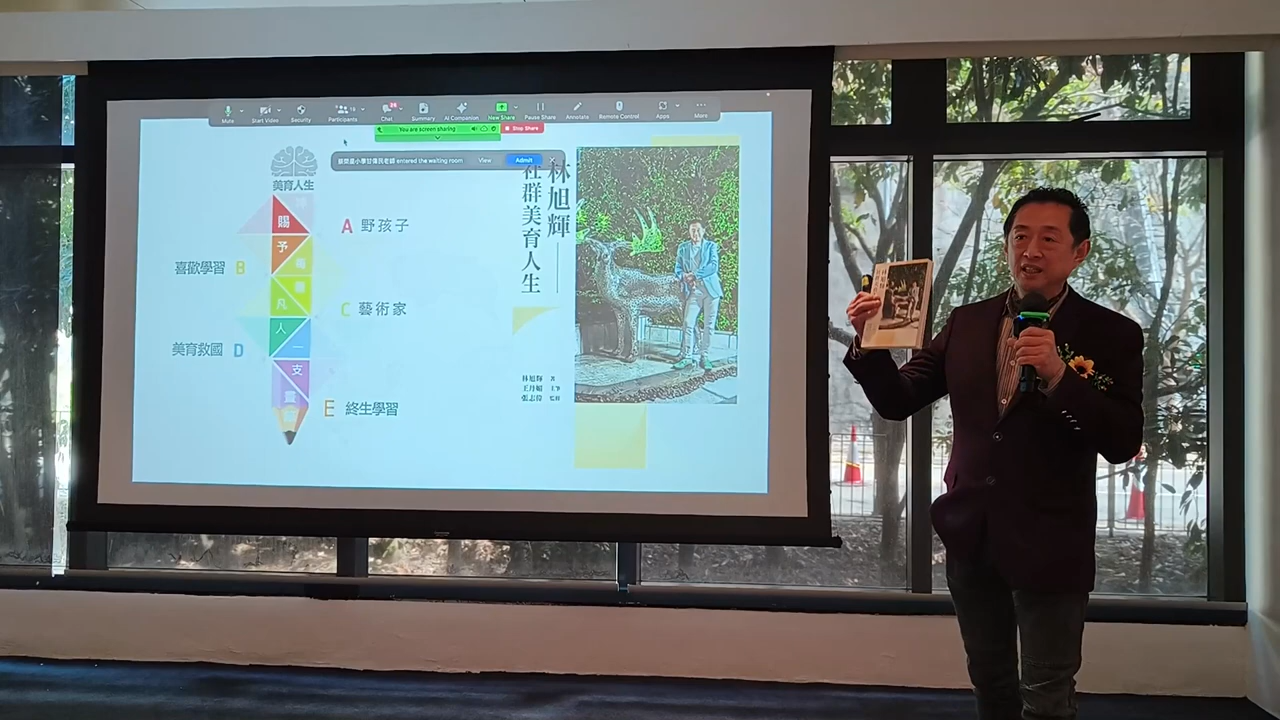 Mute
Start Video
Security
Participants
Chat
Summary
AI Companion
New Share
Pause Share
Annotate
Remote Control
Apps
More
You are screen sharing
Stop Share
entered the waiting room
View
Admit
美育人生
賜
予
每
凡
人
一
支
A 野孩子
喜歡學習 B
C 藝術家
美育救國 D
E 終生學習
林旭輝
社群美育人生
林旭輝 著